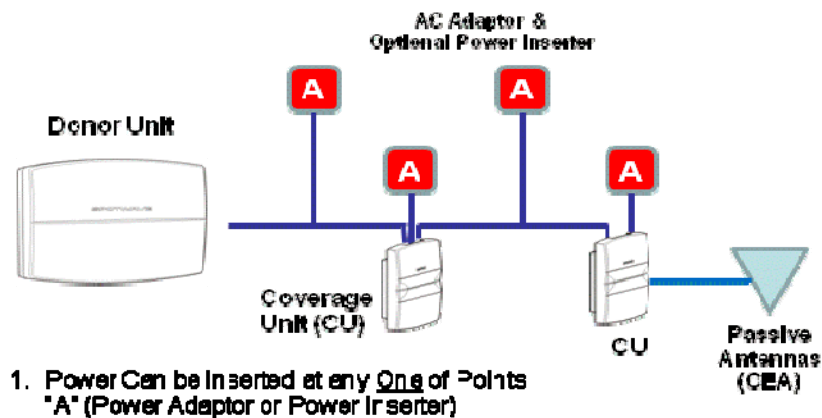 AC Adaptor &
Optional Power Inserter
A
A
Donor Unit
A
A
SPOTWAVE
Coverage
Unit (CU)
CU
Passive
Antennas
(CEA)
1. Power Can be Inserted at any One of Points
"A" (Power Adaptor or Power Inserter)